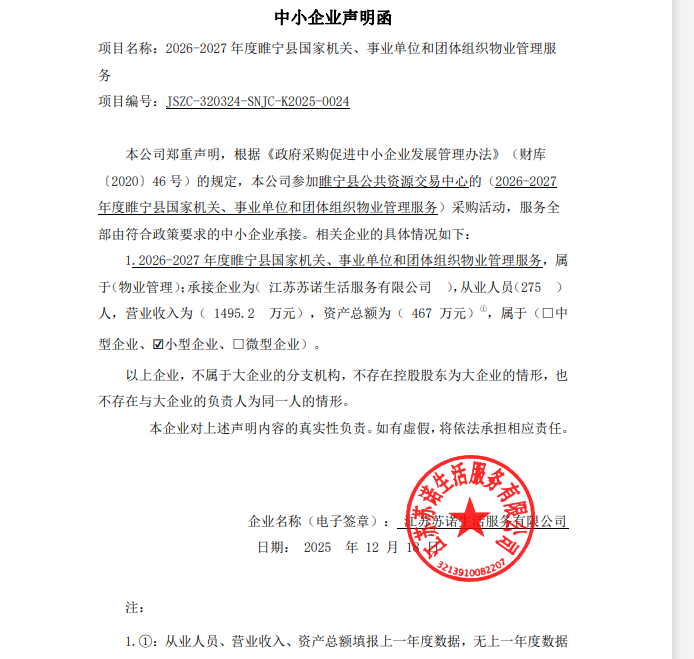 中小企业声明函
项目名称：2026-2027 年度睢宁县国家机关、事业单位和团体组织物业管理服
务
项目编号：JSZC-320324-SNJC-K2025-0024
本公司郑重声明，根据《政府采购促进中小企业发展管理办法》（财库
〔2020〕46 号）的规定，本公司参加睢宁县公共资源交易中心的（2026-2027
年度睢宁县国家机关、事业单位和团体组织物业管理服务）采购活动，服务全
部由符合政策要求的中小企业承接。相关企业的具体情况如下：
1. 2026-2027 年度睢宁县国家机关、事业单位和团体组织物业管理服务，属
于（物业管理）；承接企业为（ 江苏苏诺生活服务有限公司 ），从业人员（275 ）
人，营业收入为（ 1495.2 万元），资产总额为（ 467 万元）①，属于（☐中
型企业、☑小型企业、☐微型企业）。
以上企业，不属于大企业的分支机构，不存在控股股东为大企业的情形，也
不存在与大企业的负责人为同一人的情形。
本企业对上述声明内容的真实性负责。如有虚假，将依法承担相应责任。
企业名称（电子签章）： 江苏苏诺生活服务有限公司
日期： 2025 年 12 月 18 日
江苏苏诺生活服务有限公司
3213910082207
注：
1.①：从业人员、营业收入、资产总额填报上一年度数据，无上一年度数据